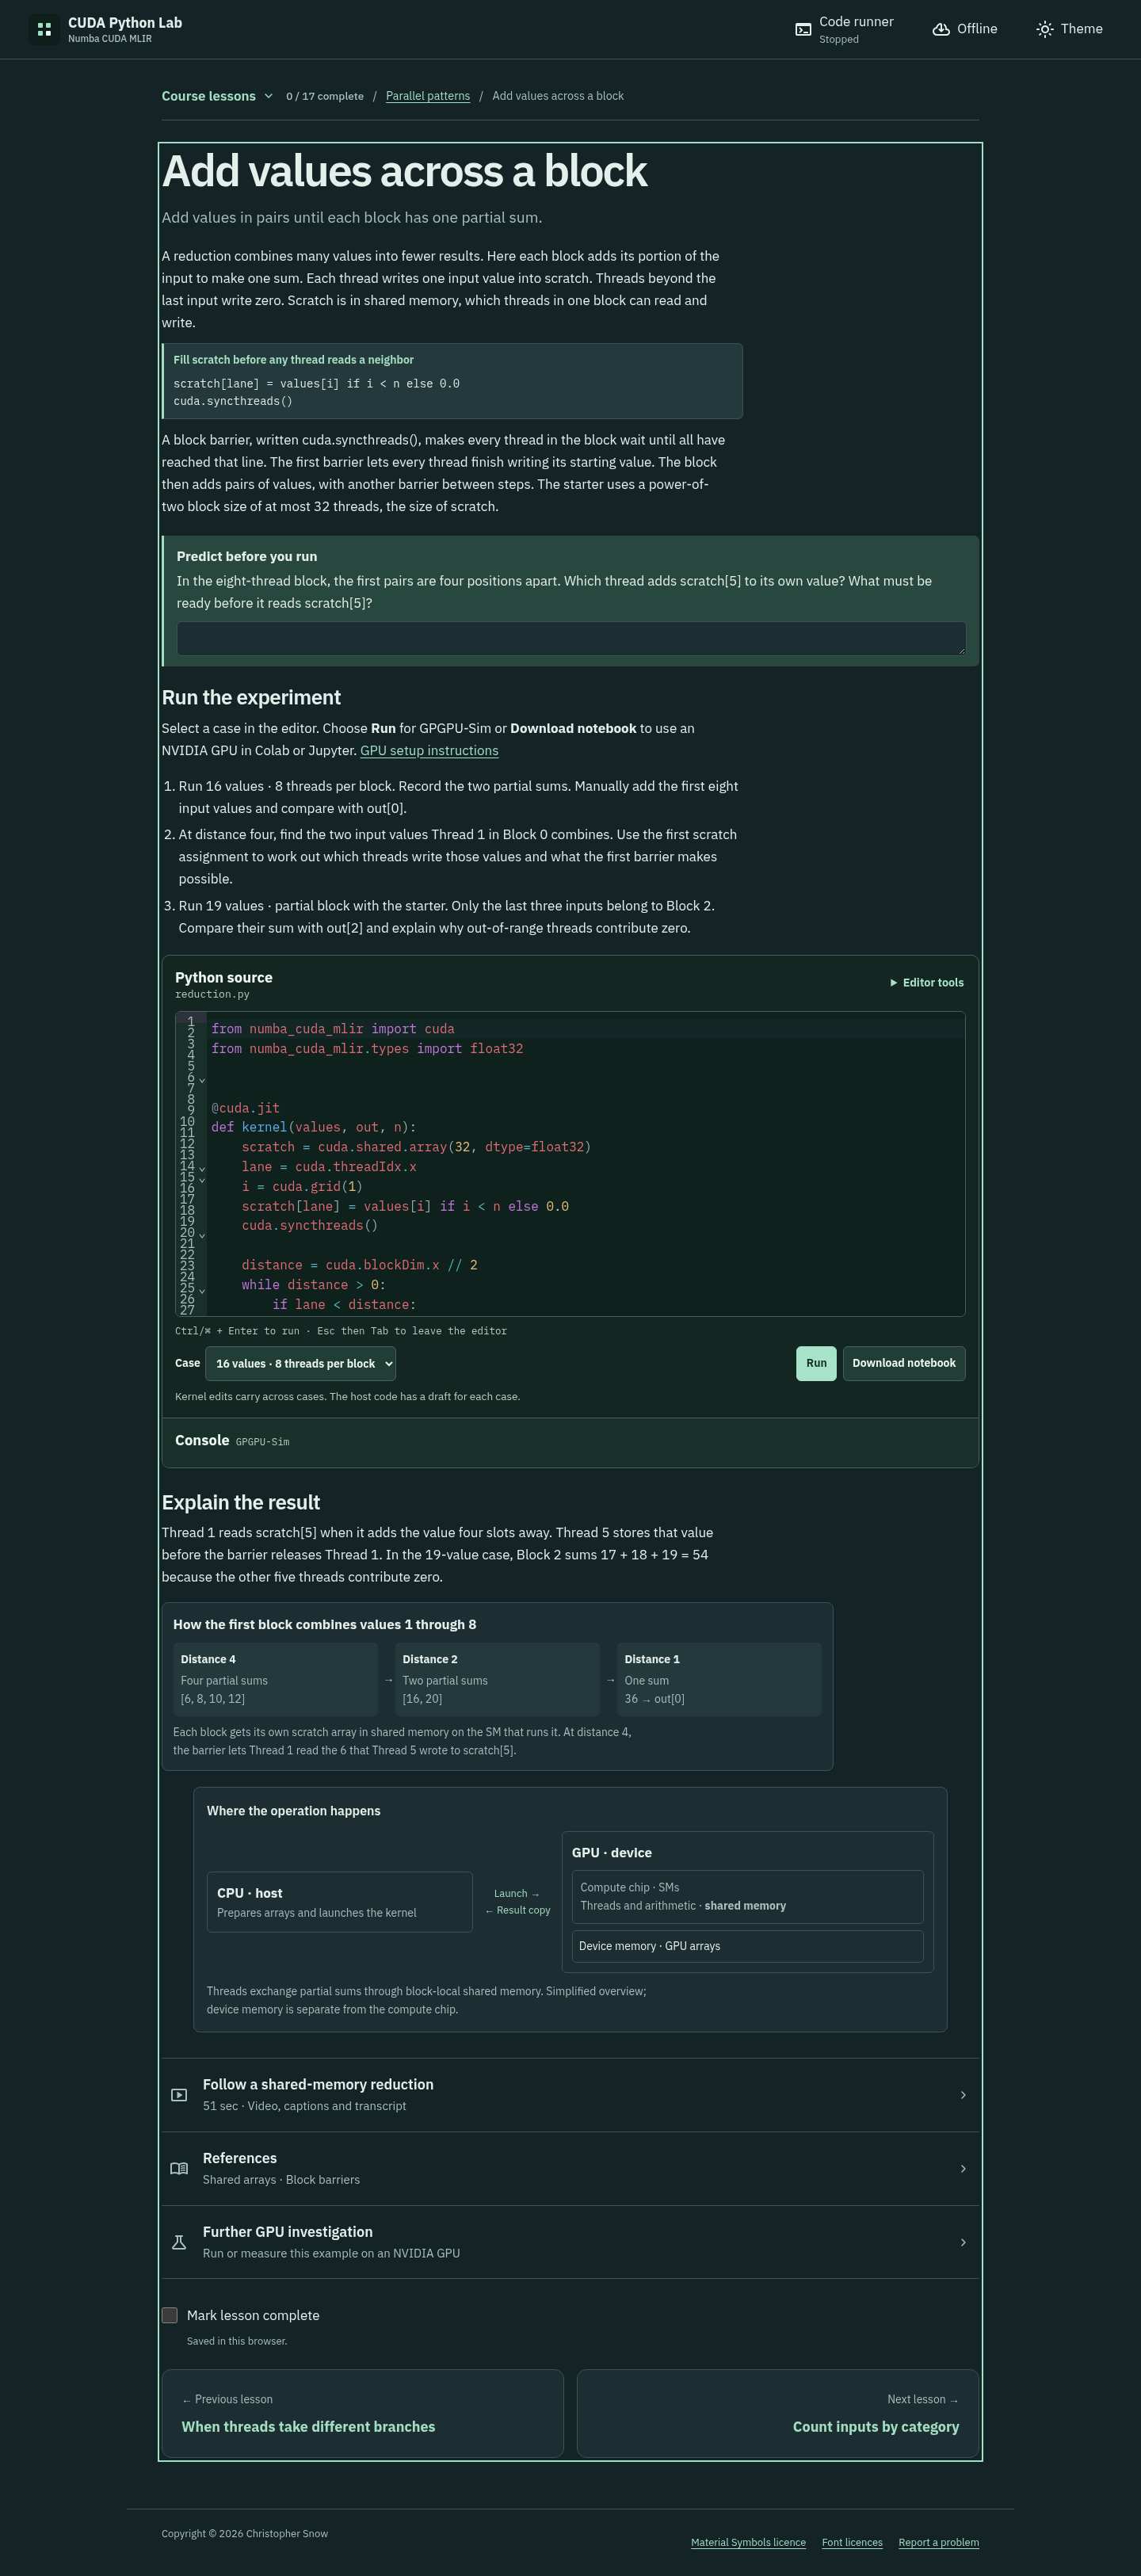 CUDA Python Lab
Numba CUDA MLIR
Code runner
Stopped
Offline
Theme
Course lessons 0 / 17 complete / Parallel patterns / Add values across a block
Add values across a block
Add values in pairs until each block has one partial sum.
A reduction combines many values into fewer results. Here each block adds its portion of the
input to make one sum. Each thread writes one input value into scratch. Threads beyond the
last input write zero. Scratch is in shared memory, which threads in one block can read and
write.
Fill scratch before any thread reads a neighbor
scratch[lane] = values[i] if i < n else 0.0
cuda.syncthreads()
A block barrier, written cuda.syncthreads(), makes every thread in the block wait until all have
reached that line. The first barrier lets every thread finish writing its starting value. The block
then adds pairs of values, with another barrier between steps. The starter uses a power-of-
two block size of at most 32 threads, the size of scratch.
Predict before you run
In the eight-thread block, the first pairs are four positions apart. Which thread adds scratch[5] to its own value? What must be
ready before it reads scratch[5]?
Run the experiment
Select a case in the editor. Choose Run for GPGPU-Sim or Download notebook to use an
NVIDIA GPU in Colab or Jupyter. GPU setup instructions
1. Run 16 values · 8 threads per block. Record the two partial sums. Manually add the first eight
input values and compare with out[0].
2. At distance four, find the two input values Thread 1 in Block 0 combines. Use the first scratch
assignment to work out which threads write those values and what the first barrier makes
possible.
3. Run 19 values · partial block with the starter. Only the last three inputs belong to Block 2.
Compare their sum with out[2] and explain why out-of-range threads contribute zero.
Python source
reduction.py
Editor tools
1
2
3
4
5
6
7
8
9
10
11
12
13
14
15
16
17
18
19
20
21
22
23
24
25
26
27
from numba_cuda_mlir import cuda
from numba_cuda_mlir.types import float32
@cuda.jit
def kernel(values, out, n):
scratch = cuda.shared.array(32, dtype=float32)
lane = cuda.threadIdx.x
i = cuda.grid(1)
scratch[lane] = values[i] if i < n else 0.0
cuda.syncthreads()
distance = cuda.blockDim.x // 2
while distance > 0:
if lane < distance:
Ctrl/⌘ + Enter to run · Esc then Tab to leave the editor
Case 16 values · 8 threads per block Run Download notebook
Kernel edits carry across cases. The host code has a draft for each case.
Console GPGPU-Sim
Explain the result
Thread 1 reads scratch[5] when it adds the value four slots away. Thread 5 stores that value
before the barrier releases Thread 1. In the 19-value case, Block 2 sums 17 + 18 + 19 = 54
because the other five threads contribute zero.
How the first block combines values 1 through 8
Distance 4
Four partial sums
[6, 8, 10, 12]
→
Distance 2
Two partial sums
[16, 20]
→
Distance 1
One sum
36 → out[0]
Each block gets its own scratch array in shared memory on the SM that runs it. At distance 4,
the barrier lets Thread 1 read the 6 that Thread 5 wrote to scratch[5].
Where the operation happens
CPU · host
Prepares arrays and launches the kernel
Launch →
← Result copy
GPU · device
Compute chip · SMs
Threads and arithmetic · shared memory
Device memory · GPU arrays
Threads exchange partial sums through block-local shared memory. Simplified overview;
device memory is separate from the compute chip.
Follow a shared-memory reduction
51 sec · Video, captions and transcript
References
Shared arrays · Block barriers
Further GPU investigation
Run or measure this example on an NVIDIA GPU
Mark lesson complete
Saved in this browser.
← Previous lesson
When threads take different branches
Next lesson →
Count inputs by category
Copyright © 2026 Christopher Snow
Material Symbols licence Font licences Report a problem